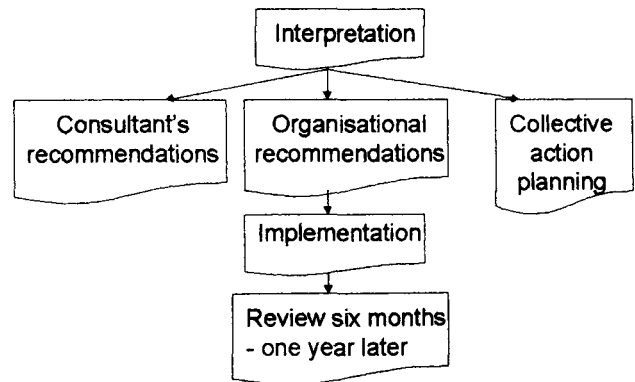 Interpretation
Consultant's
recommendations
Organisational
recommendations
Collective
action
planning
Implementation
Review six months
- one year later